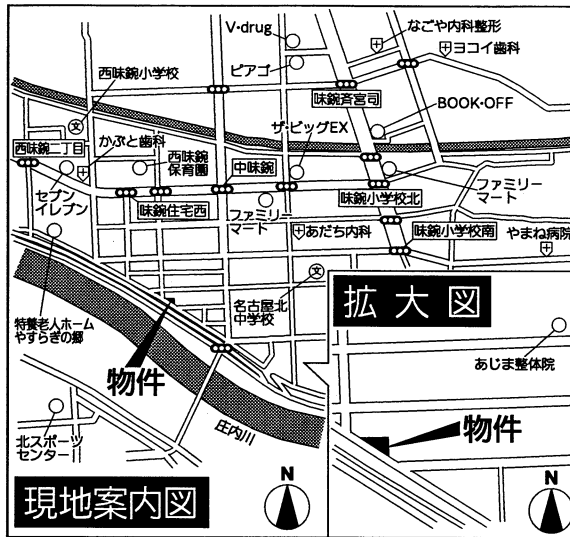 V・drug
ピアゴ
なごや内科整形
ヨコイ歯科
西味鋺小学校
文
味鋺斉宮司
BOOK・OFF
ザ・ビッグEX
西味鋺二丁目
かぶと歯科
西味鋺
保育園
中味鋺
セブン
イレブン
味鋺住宅西
ファミリー
マート
味鋺小学校北
ファミリー
マート
あだち内科
味鋺小学校南
やまね病院
特養老人ホーム
やすらぎの郷
名古屋北
中学校
文
物件
庄内川
北スポーツ
センター
現地案内図
N
拡大図
あじま整体院
物件
N